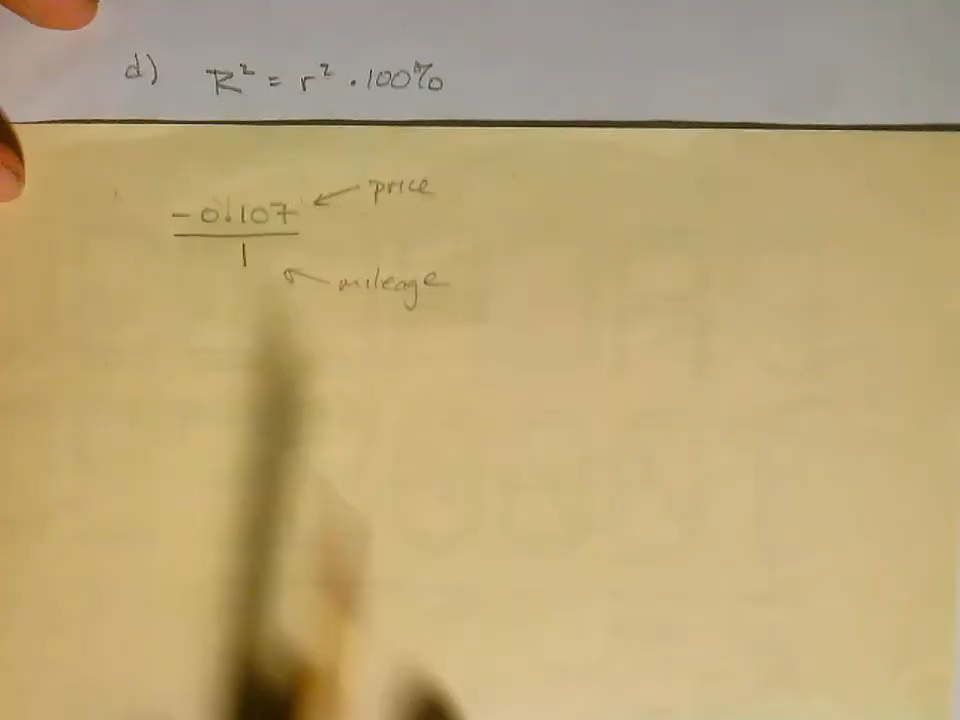 d) R² = r² . 100%
-0.107 ← price
1 ← mileage